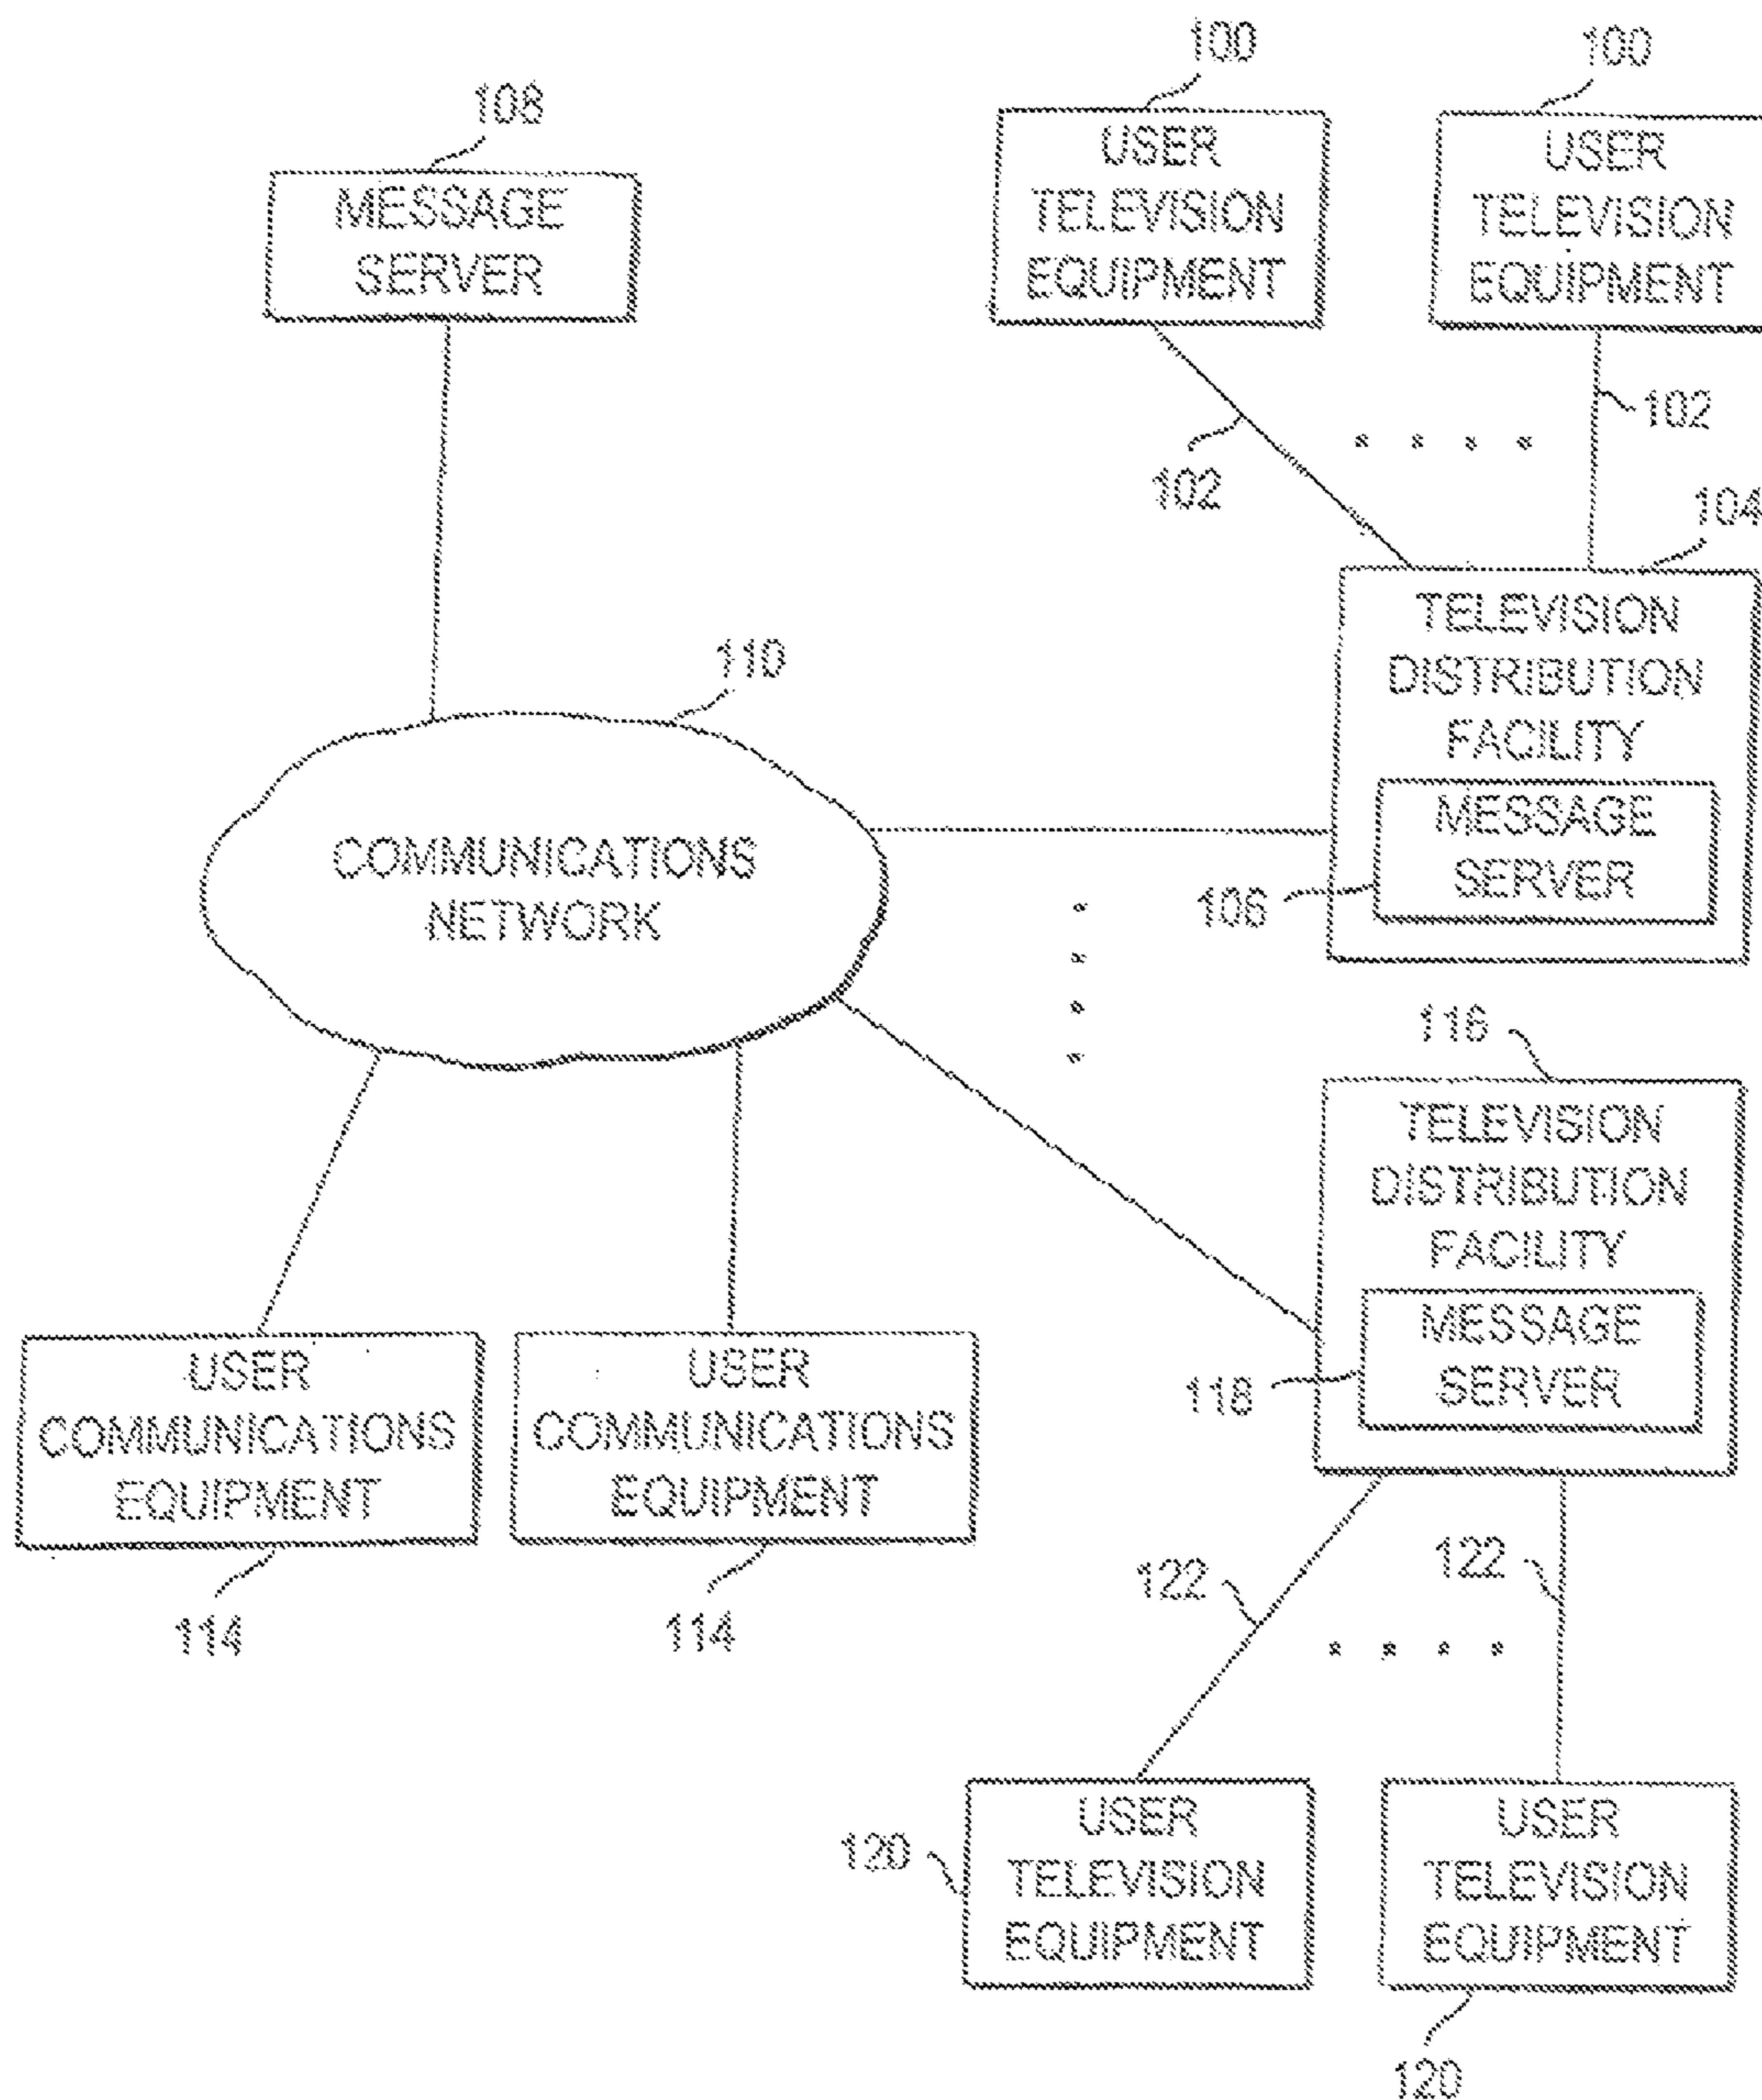 100
100
108
USER
TELEVISION
EQUIPMENT
USER
TELEVISION
EQUIPMENT
MESSAGE
SERVER
102
102
104
TELEVISION
DISTRIBUTION
FACILITY
MESSAGE
SERVER
106
110
COMMUNICATIONS
NETWORK
116
TELEVISION
DISTRIBUTION
FACILITY
MESSAGE
SERVER
118
USER
COMMUNICATIONS
EQUIPMENT
USER
COMMUNICATIONS
EQUIPMENT
114
114
122
122
120
USER
TELEVISION
EQUIPMENT
USER
TELEVISION
EQUIPMENT
120